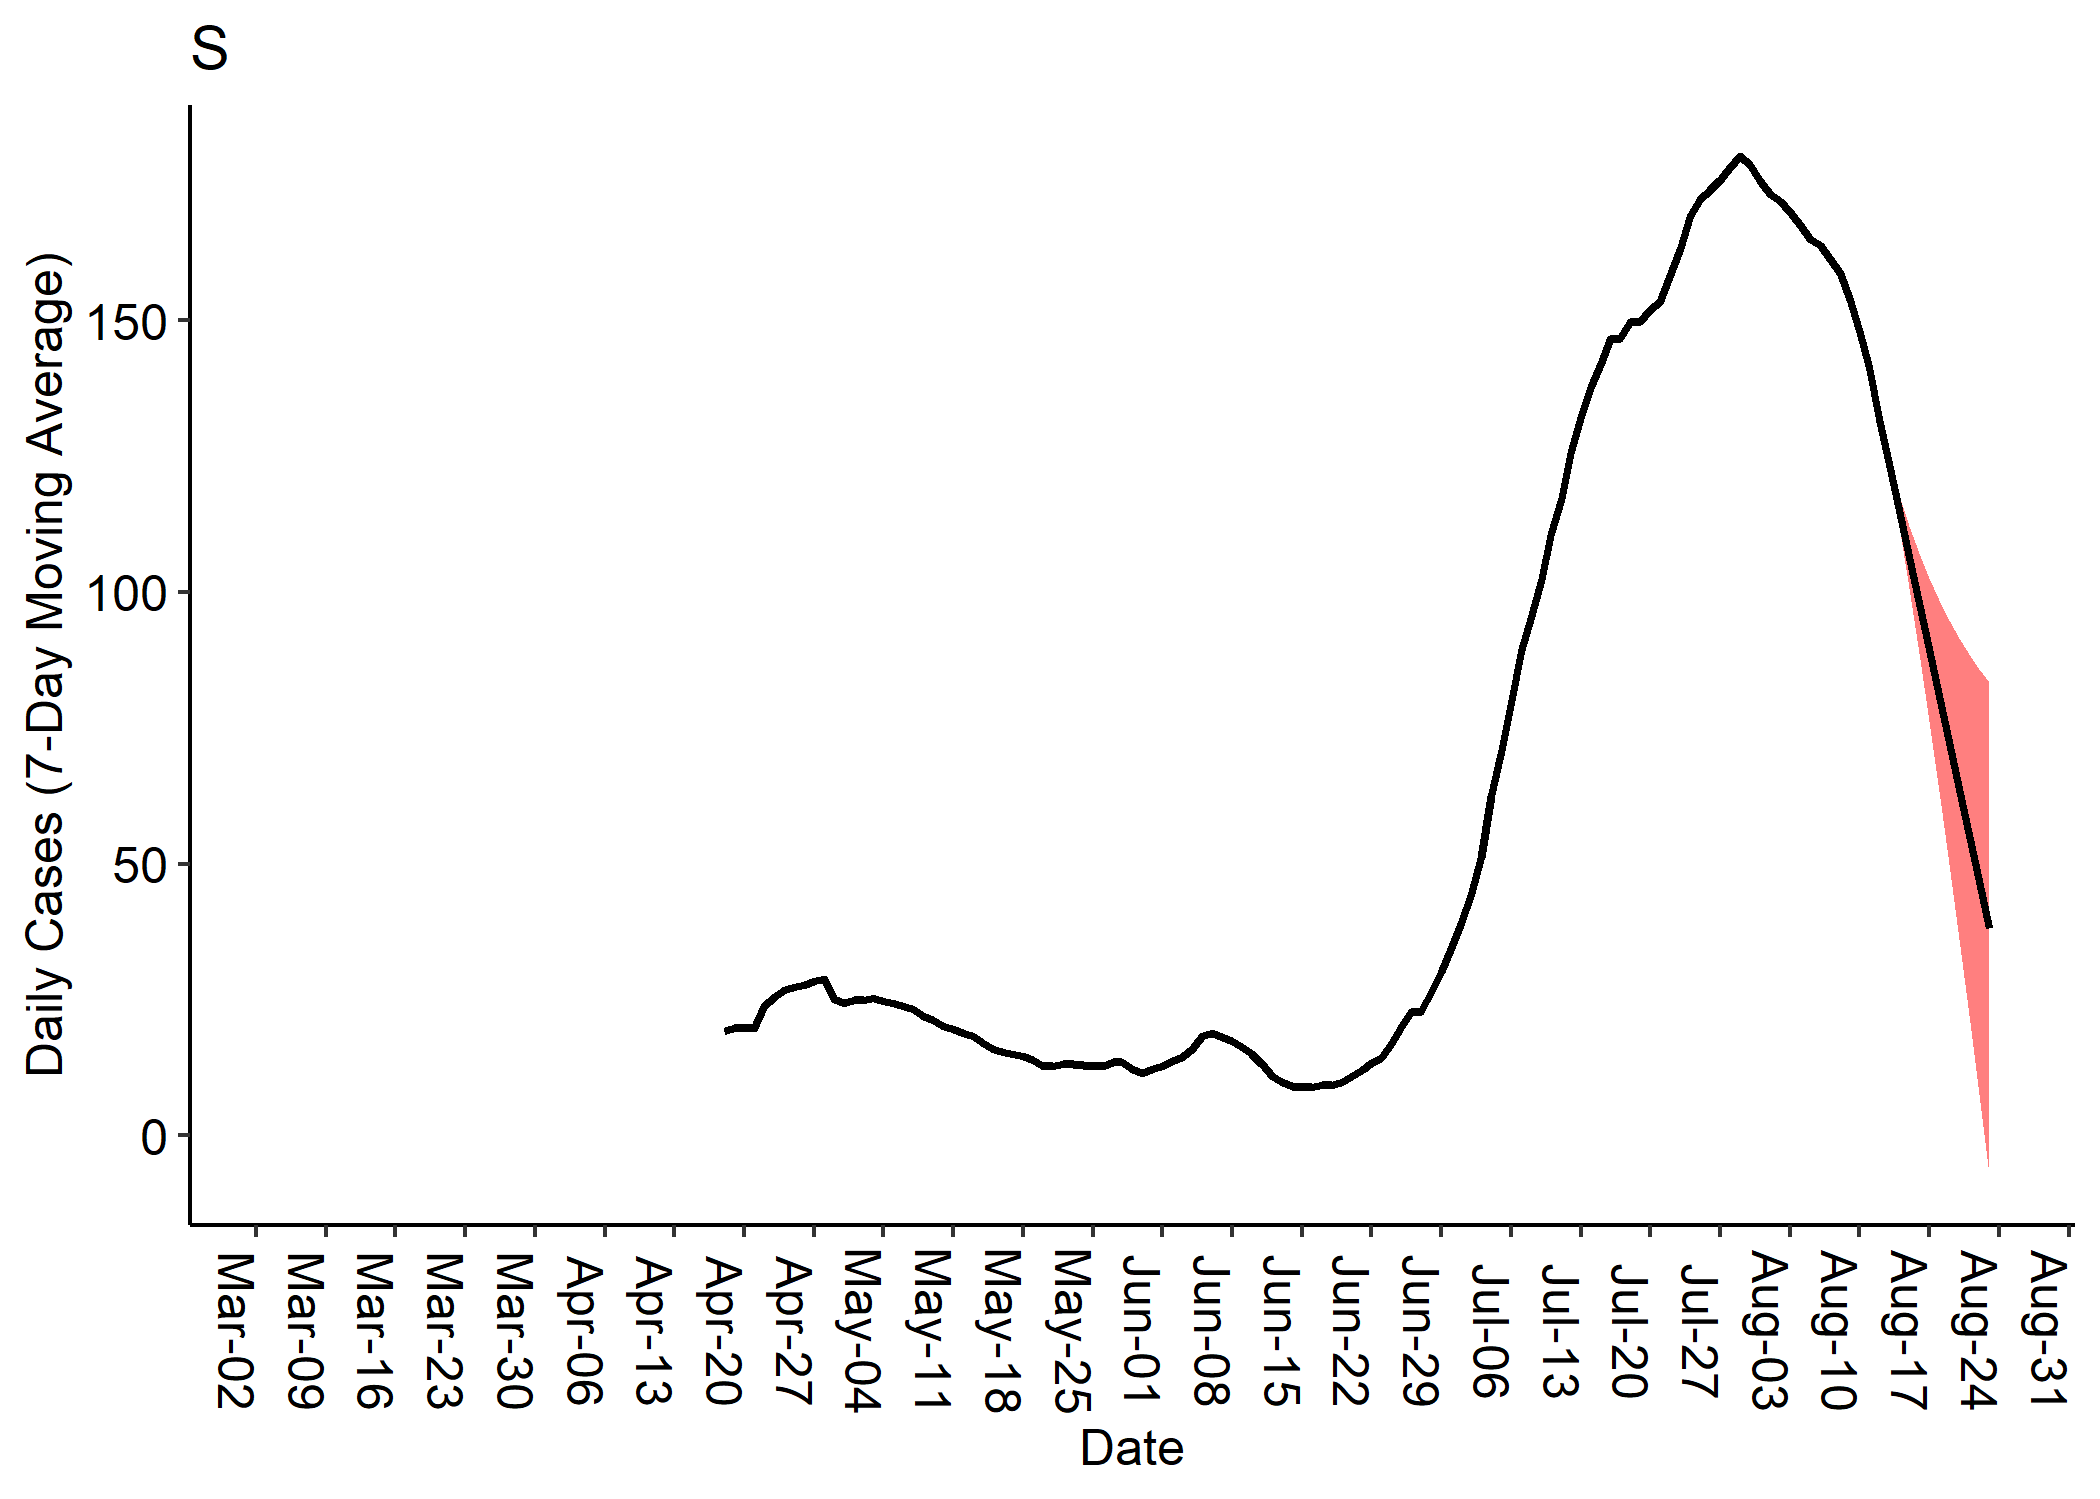 S
Daily Cases (7-Day Moving Average)
150
100
50
0
Mar-02
Mar-09
Mar-16
Mar-23
Mar-30
Apr-06
Apr-13
Apr-20
Apr-27
May-04
May-11
May-18
May-25
Jun-01
Jun-08
Jun-15
Jun-22
Jun-29
Jul-06
Jul-13
Jul-20
Jul-27
Aug-03
Aug-10
Aug-17
Aug-24
Aug-31
Date